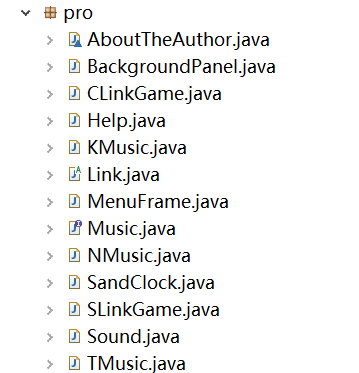 pro
AboutTheAuthor.java
BackgroundPanel.java
CLinkGame.java
Help.java
KMusic.java
Link.java
MenuFrame.java
Music.java
NMusic.java
SandClock.java
SLinkGame.java
Sound.java
TMusic.java